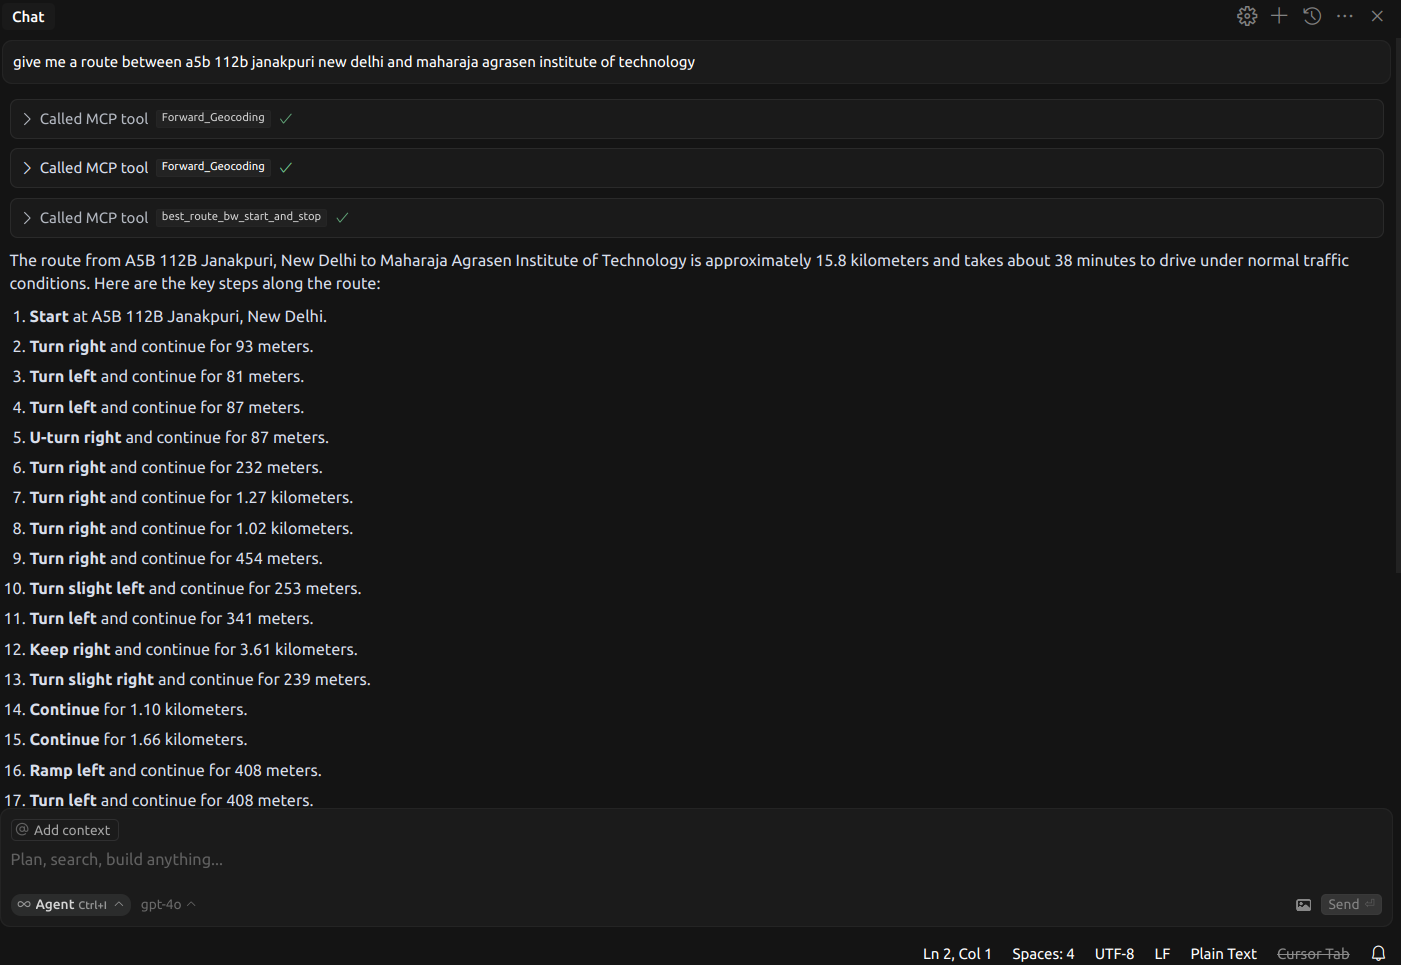 Chat
give me a route between a5b 112b janakpuri new delhi and maharaja agrasen institute of technology
Called MCP tool Forward_Geocoding
Called MCP tool Forward_Geocoding
Called MCP tool best_route_bw_start_and_stop
The route from A5B 112B Janakpuri, New Delhi to Maharaja Agrasen Institute of Technology is approximately 15.8 kilometers and takes about 38 minutes to drive under normal traffic
conditions. Here are the key steps along the route:
1. Start at A5B 112B Janakpuri, New Delhi.
2. Turn right and continue for 93 meters.
3. Turn left and continue for 81 meters.
4. Turn left and continue for 87 meters.
5. U-turn right and continue for 87 meters.
6. Turn right and continue for 232 meters.
7. Turn right and continue for 1.27 kilometers.
8. Turn right and continue for 1.02 kilometers.
9. Turn right and continue for 454 meters.
10. Turn slight left and continue for 253 meters.
11. Turn left and continue for 341 meters.
12. Keep right and continue for 3.61 kilometers.
13. Turn slight right and continue for 239 meters.
14. Continue for 1.10 kilometers.
15. Continue for 1.66 kilometers.
16. Ramp left and continue for 408 meters.
17. Turn left and continue for 408 meters.
@ Add context
Plan, search, build anything...
Agent Ctrl+I gpt-4o Send
Ln 2, Col 1 Spaces: 4 UTF-8 LF Plain Text Cursor Tab